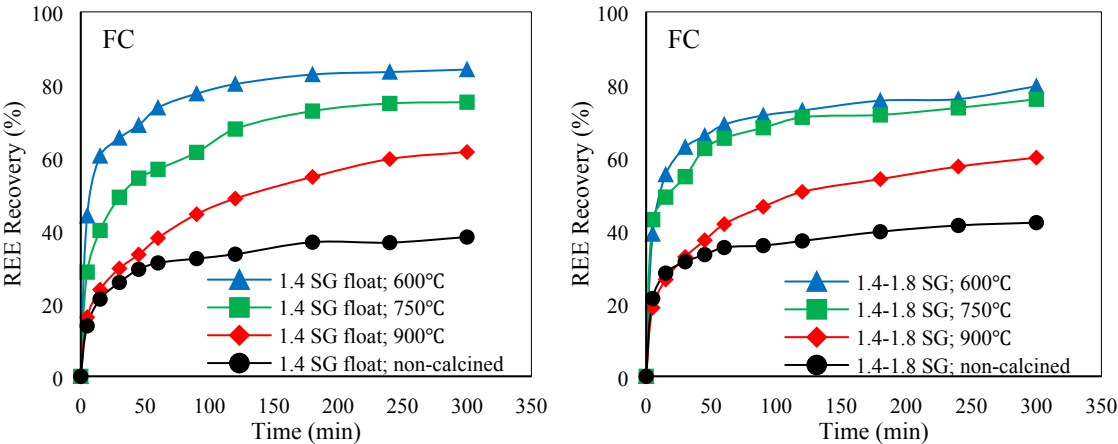 FC
REE Recovery (%)
100
80
60
40
20
0
1.4 SG float; 600℃
1.4 SG float; 750℃
1.4 SG float; 900℃
1.4 SG float; non-calcined
0 50 100 150 200 250 300 350
Time (min)
FC
REE Recovery (%)
100
80
60
40
20
0
1.4-1.8 SG; 600℃
1.4-1.8 SG; 750℃
1.4-1.8 SG; 900℃
1.4-1.8 SG; non-calcined
0 50 100 150 200 250 300 350
Time (min)